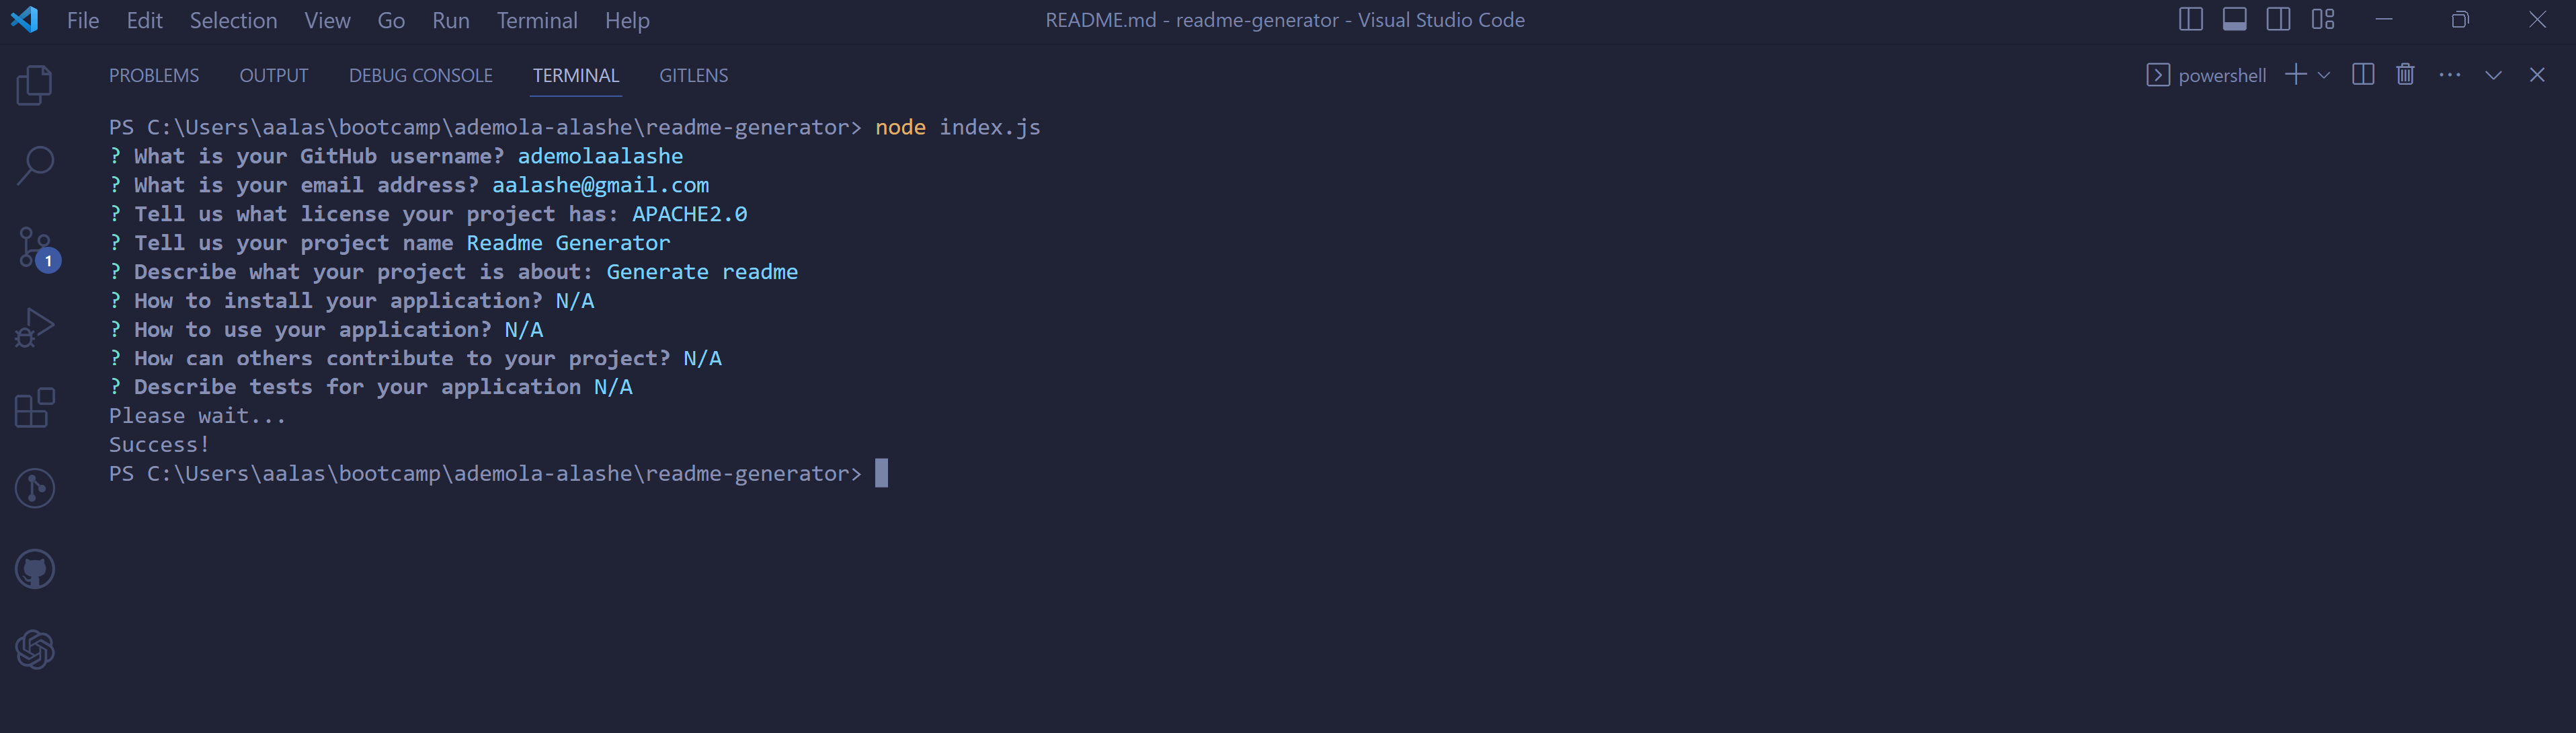 File Edit Selection View Go Run Terminal Help README.md - readme-generator - Visual Studio Code
PROBLEMS OUTPUT DEBUG CONSOLE TERMINAL GITLENS powershell
PS C:\Users\aalas\bootcamp\ademola-alashe\readme-generator> node index.js
? What is your GitHub username? ademolaalashe
? What is your email address? aalashe@gmail.com
? Tell us what license your project has: APACHE2.0
? Tell us your project name Readme Generator
? Describe what your project is about: Generate readme
? How to install your application? N/A
? How to use your application? N/A
? How can others contribute to your project? N/A
? Describe tests for your application N/A
Please wait...
Success!
PS C:\Users\aalas\bootcamp\ademola-alashe\readme-generator>
1